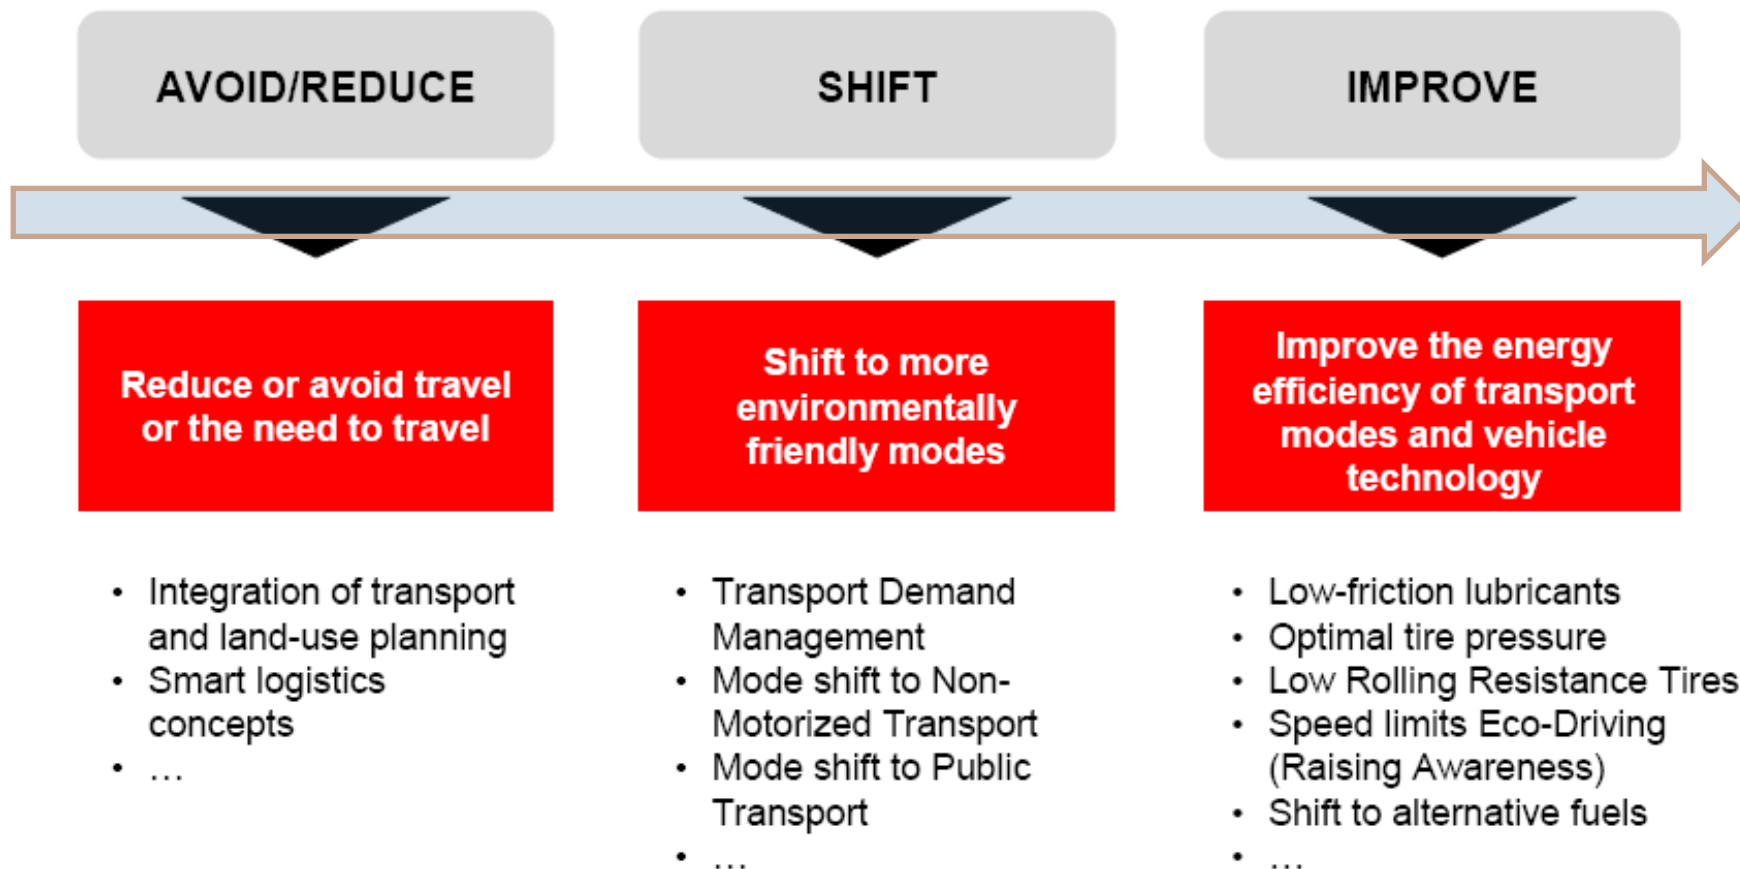 AVOID/REDUCE
SHIFT
IMPROVE
Reduce or avoid travel
or the need to travel
Shift to more
environmentally
friendly modes
Improve the energy
efficiency of transport
modes and vehicle
technology
• Integration of transport
and land-use planning
• Smart logistics
concepts
• ...
• Transport Demand
Management
• Mode shift to Non-
Motorized Transport
• Mode shift to Public
Transport
• ...
• Low-friction lubricants
• Optimal tire pressure
• Low Rolling Resistance Tires
• Speed limits Eco-Driving
(Raising Awareness)
• Shift to alternative fuels
• ...